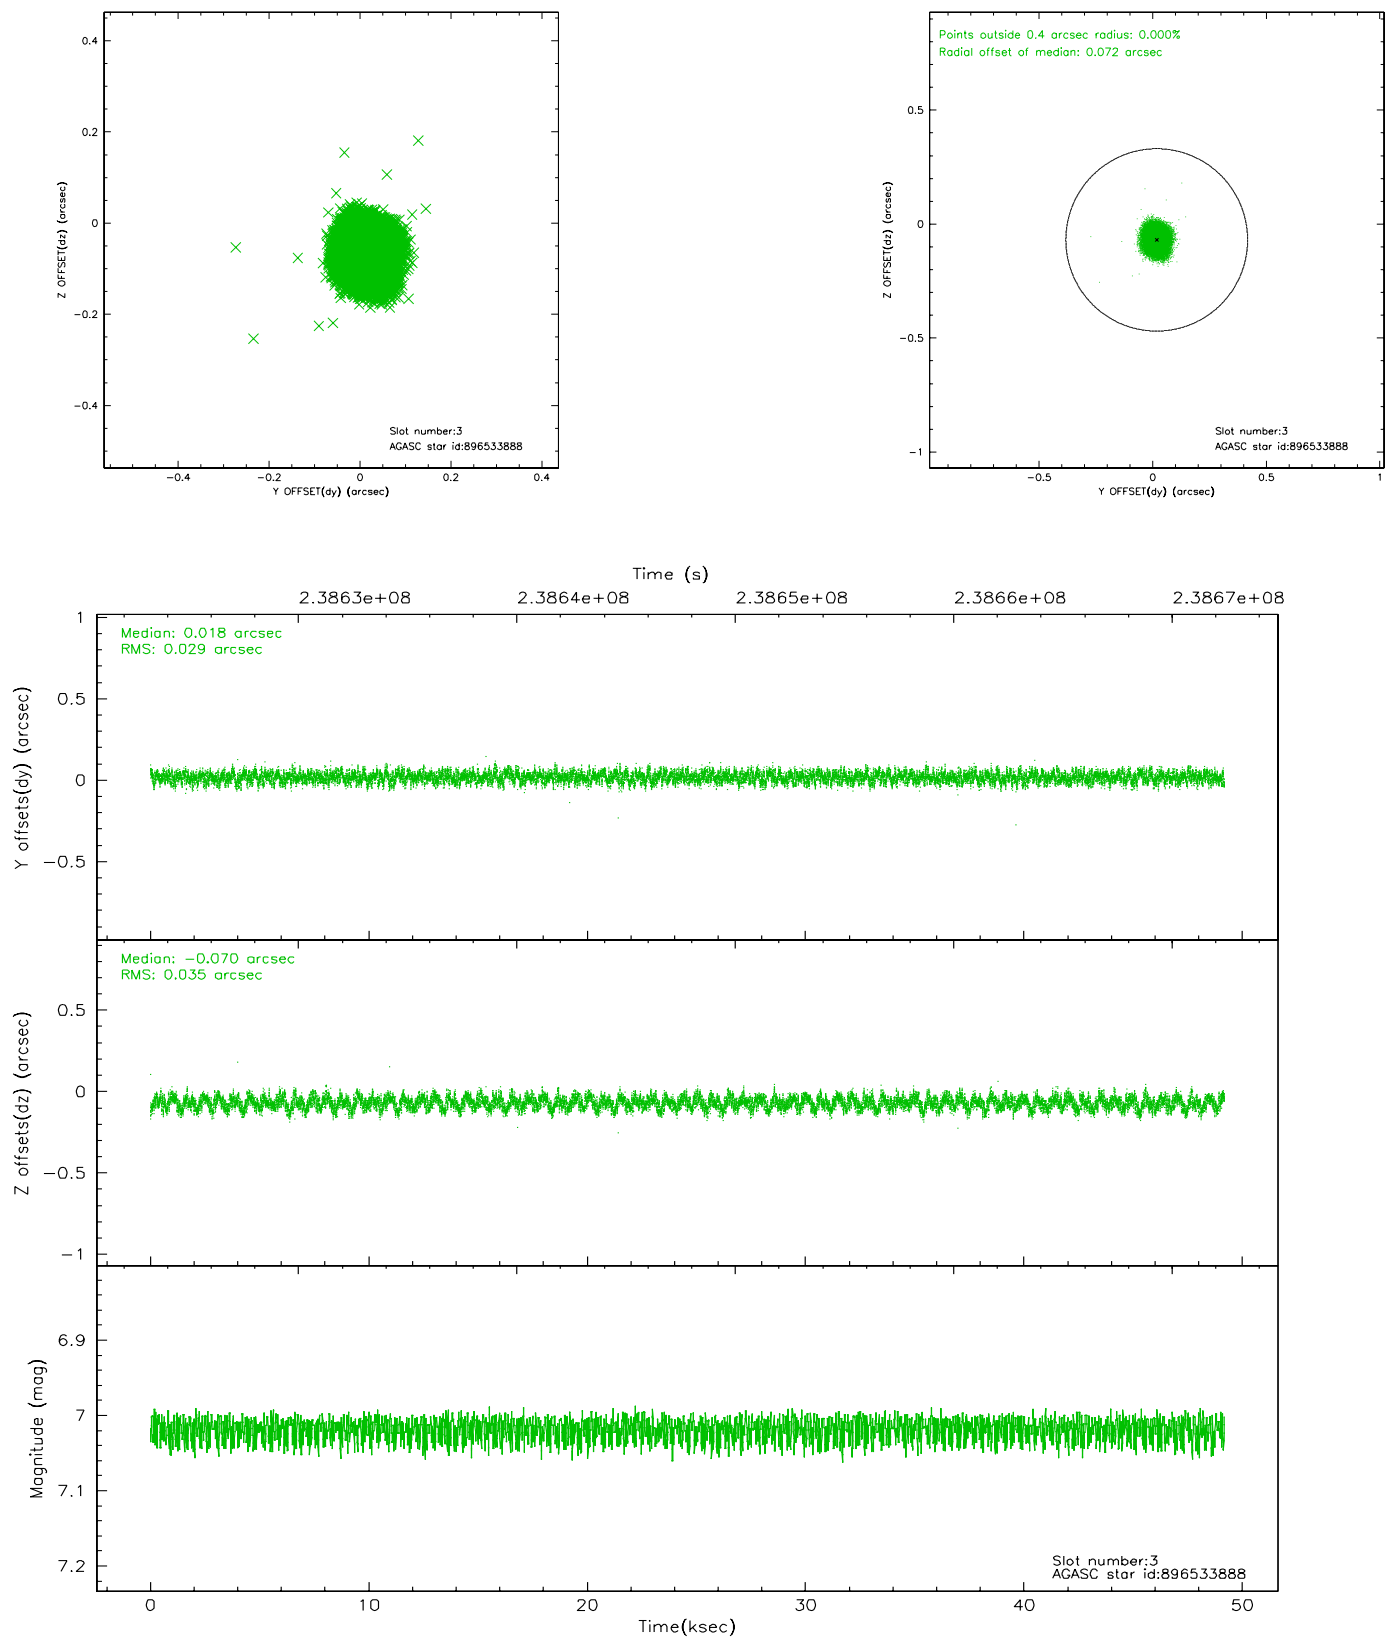 0.4
0.2
0
−0.2
−0.4
Z OFFSET(dz) (arcsec)
Slot number:3
AGASC star id:896533888
−0.4 −0.2 0 0.2 0.4
Y OFFSET(dy) (arcsec)
Points outside 0.4 arcsec radius: 0.000%
Radial offset of median: 0.072 arcsec
0.5
0
−0.5
−1
Z OFFSET(dz) (arcsec)
Slot number:3
AGASC star id:896533888
−0.5 0 0.5 1
Y OFFSET(dy) (arcsec)
Time (s)
2.3863e+08 2.3864e+08 2.3865e+08 2.3866e+08 2.3867e+08
Median: 0.018 arcsec
RMS: 0.029 arcsec
1
0.5
0
−0.5
Y offsets(dy) (arcsec)
Median: −0.070 arcsec
RMS: 0.035 arcsec
0.5
0
−0.5
−1
Z offsets(dz) (arcsec)
6.9
7
7.1
7.2
Magnitude (mag)
Slot number:3
AGASC star id:896533888
0 10 20 30 40 50
Time(ksec)